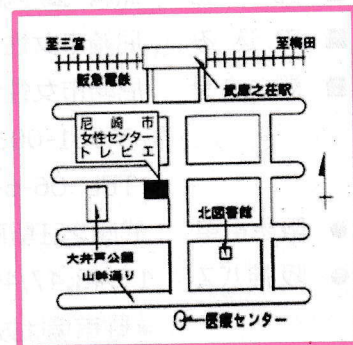 至三宮
至梅田
阪急電鉄
武庫之荘駅
尼崎市
女性センター
トレピエ
北図書館
大井戸公園
山幹通り
医療センター